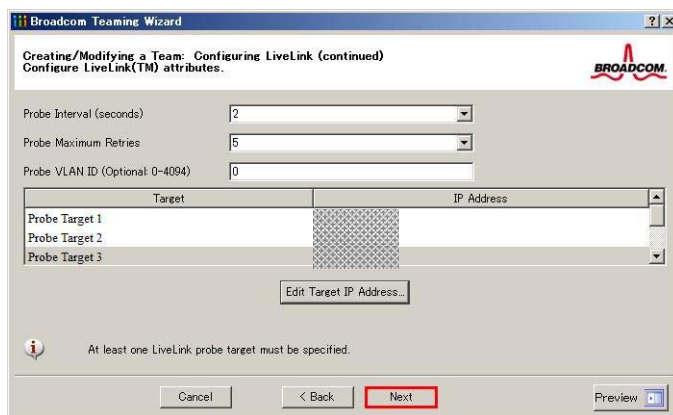 Broadcom Teaming Wizard
Creating/Modifying a Team: Configuring LiveLink (continued)
Configure LiveLink(TM) attributes.
BROADCOM.
Probe Interval (seconds)
2
Probe Maximum Retries
5
Probe VLAN ID (Optional: 0-4094)
0
Target IP Address
Probe Target 1
Probe Target 2
Probe Target 3
Edit Target IP Address...
At least one LiveLink probe target must be specified.
Cancel < Back Next Preview